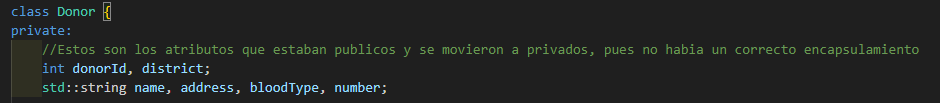 class Donor {
private:
//Estos son los atributos que estaban publicos y se movieron a privados, pues no habia un correcto encapsulamiento
int donorId, district;
std::string name, address, bloodType, number;